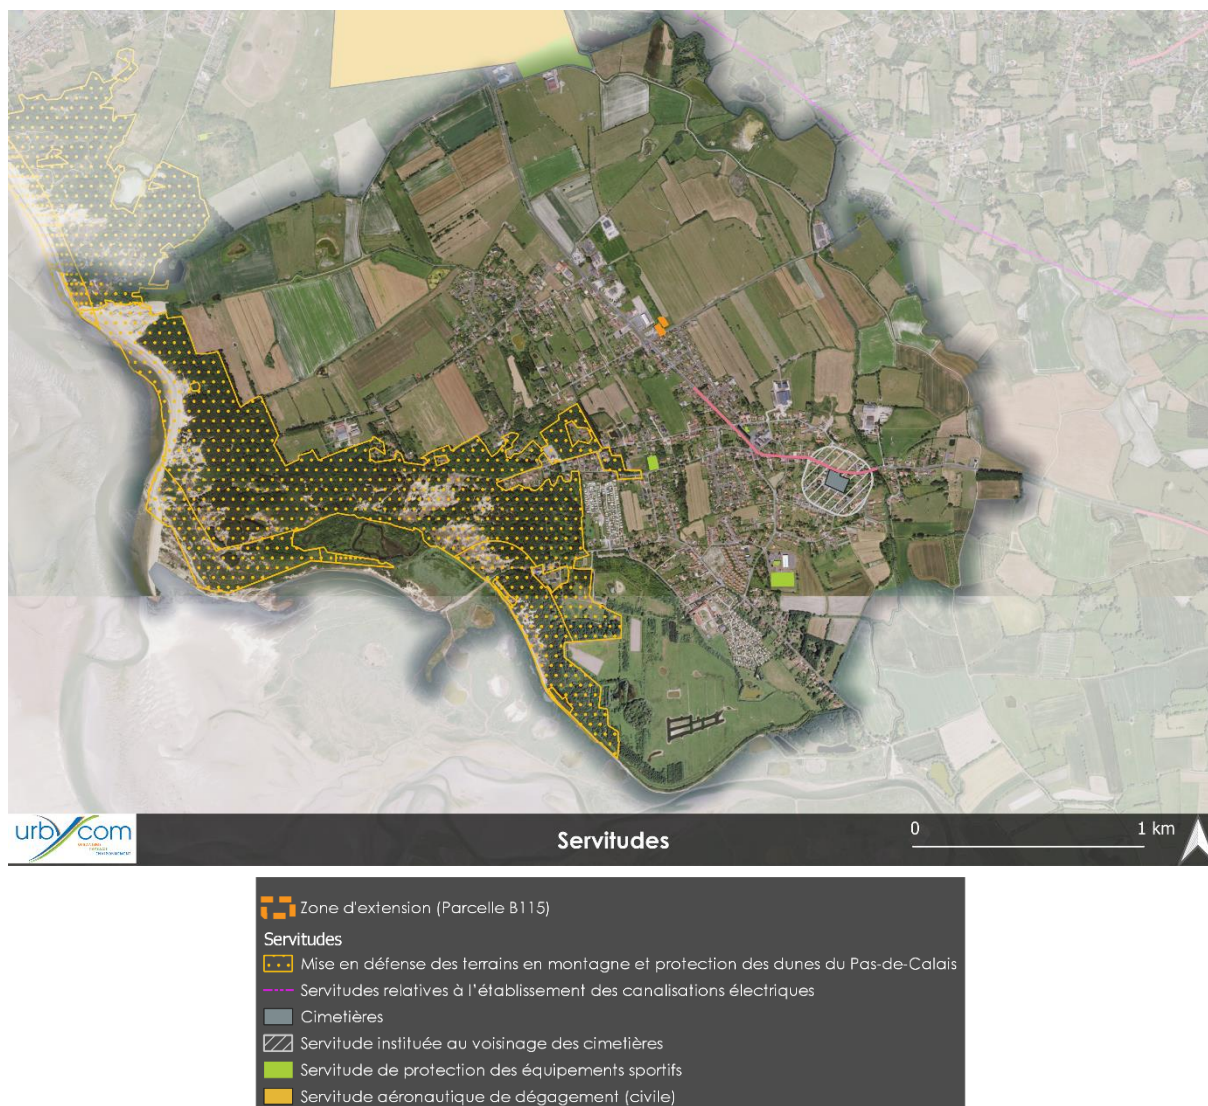 urbycom
Servitudes
0
1 km
Zone d'extension (Parcelle B115)
Servitudes
Mise en défense des terrains en montagne et protection des dunes du Pas-de-Calais
Servitudes relatives à l'établissement des canalisations électriques
Cimetières
Servitude instituée au voisinage des cimetières
Servitude de protection des équipements sportifs
Servitude aéronautique de dégagement (civile)